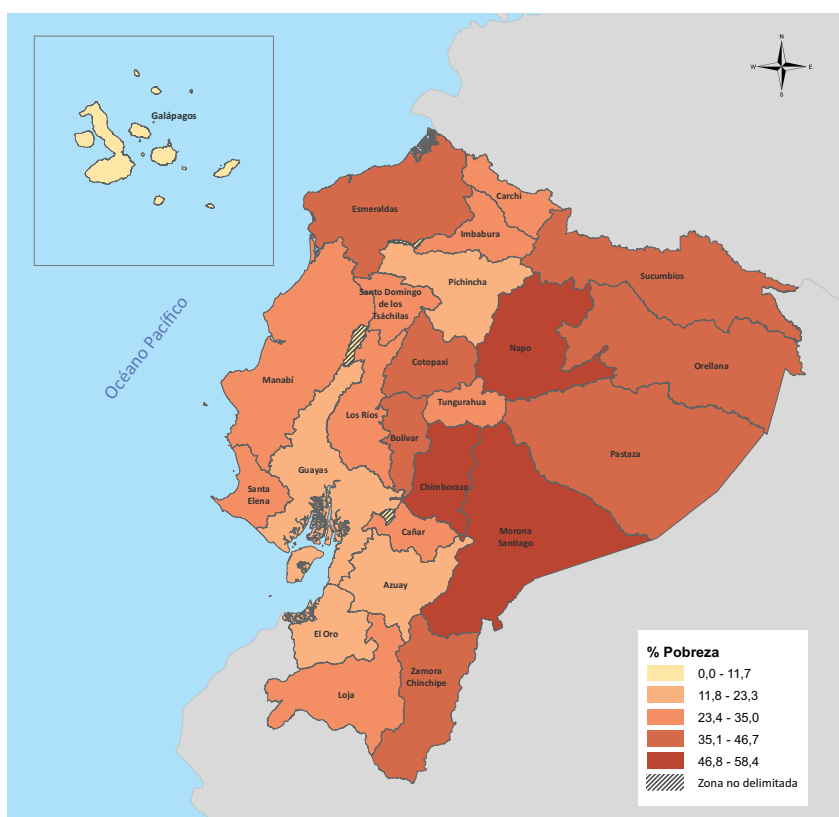 Galápagos
N
W
E
S
Esmeraldas
Carchi
Imbabura
Pichincha
Sucumbíos
Santo Domingo
de los
Tsáchilas
Océano Pacífico
Napo
Cotopaxí
Orellana
Manabí
Tungurahua
Los Ríos
Bolívar
Pastaza
Guayas
Chimborazo
Santa
Elena
Cañar
Morona
Santiago
Azuay
El Oro
Zamora
Chinchipe
Loja
% Pobreza
0,0 - 11,7
11,8 - 23,3
23,4 - 35,0
35,1 - 46,7
46,8 - 58,4
Zona no delimitada